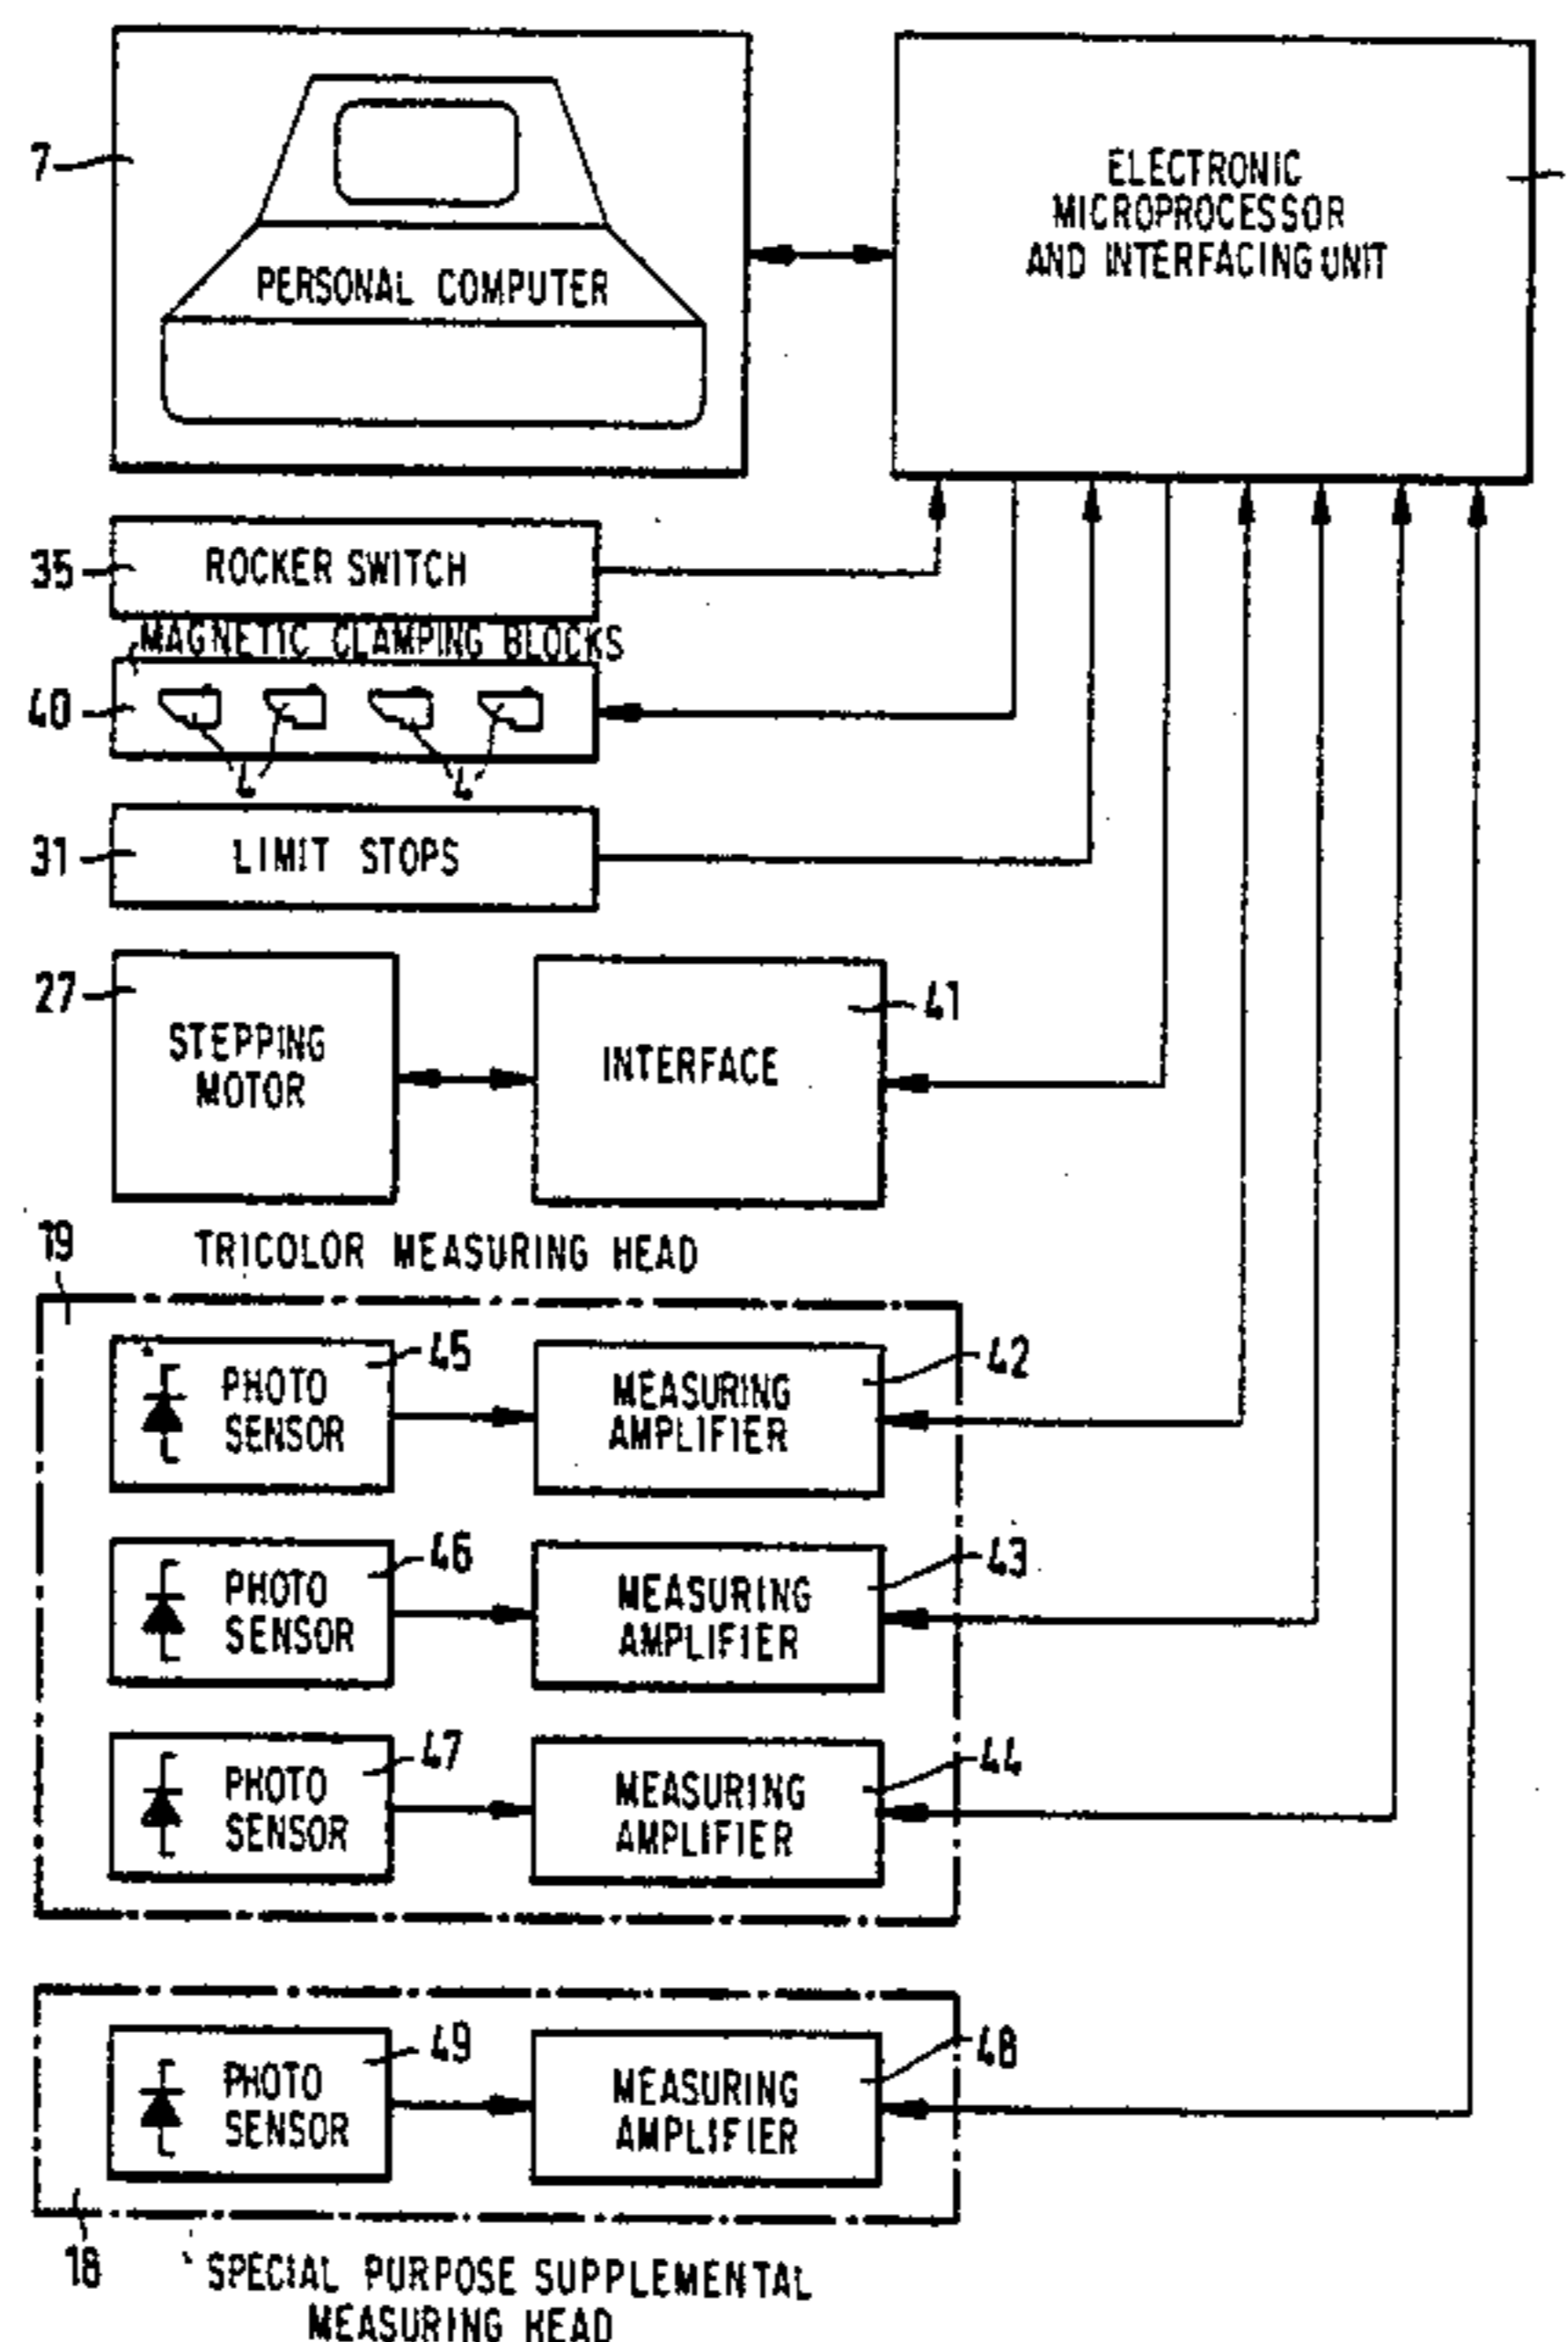 7
PERSONAL COMPUTER
ELECTRONIC
MICROPROCESSOR
AND INTERFACING UNIT
35
ROCKER SWITCH
MAGNETIC CLAMPING BLOCKS
40
4 4
31
LIMIT STOPS
27
STEPPING
MOTOR
41
INTERFACE
19
TRICOLOR MEASURING HEAD
45
PHOTO
SENSOR
42
MEASURING
AMPLIFIER
46
PHOTO
SENSOR
43
MEASURING
AMPLIFIER
47
PHOTO
SENSOR
44
MEASURING
AMPLIFIER
49
PHOTO
SENSOR
48
MEASURING
AMPLIFIER
18
SPECIAL PURPOSE SUPPLEMENTAL
MEASURING HEAD